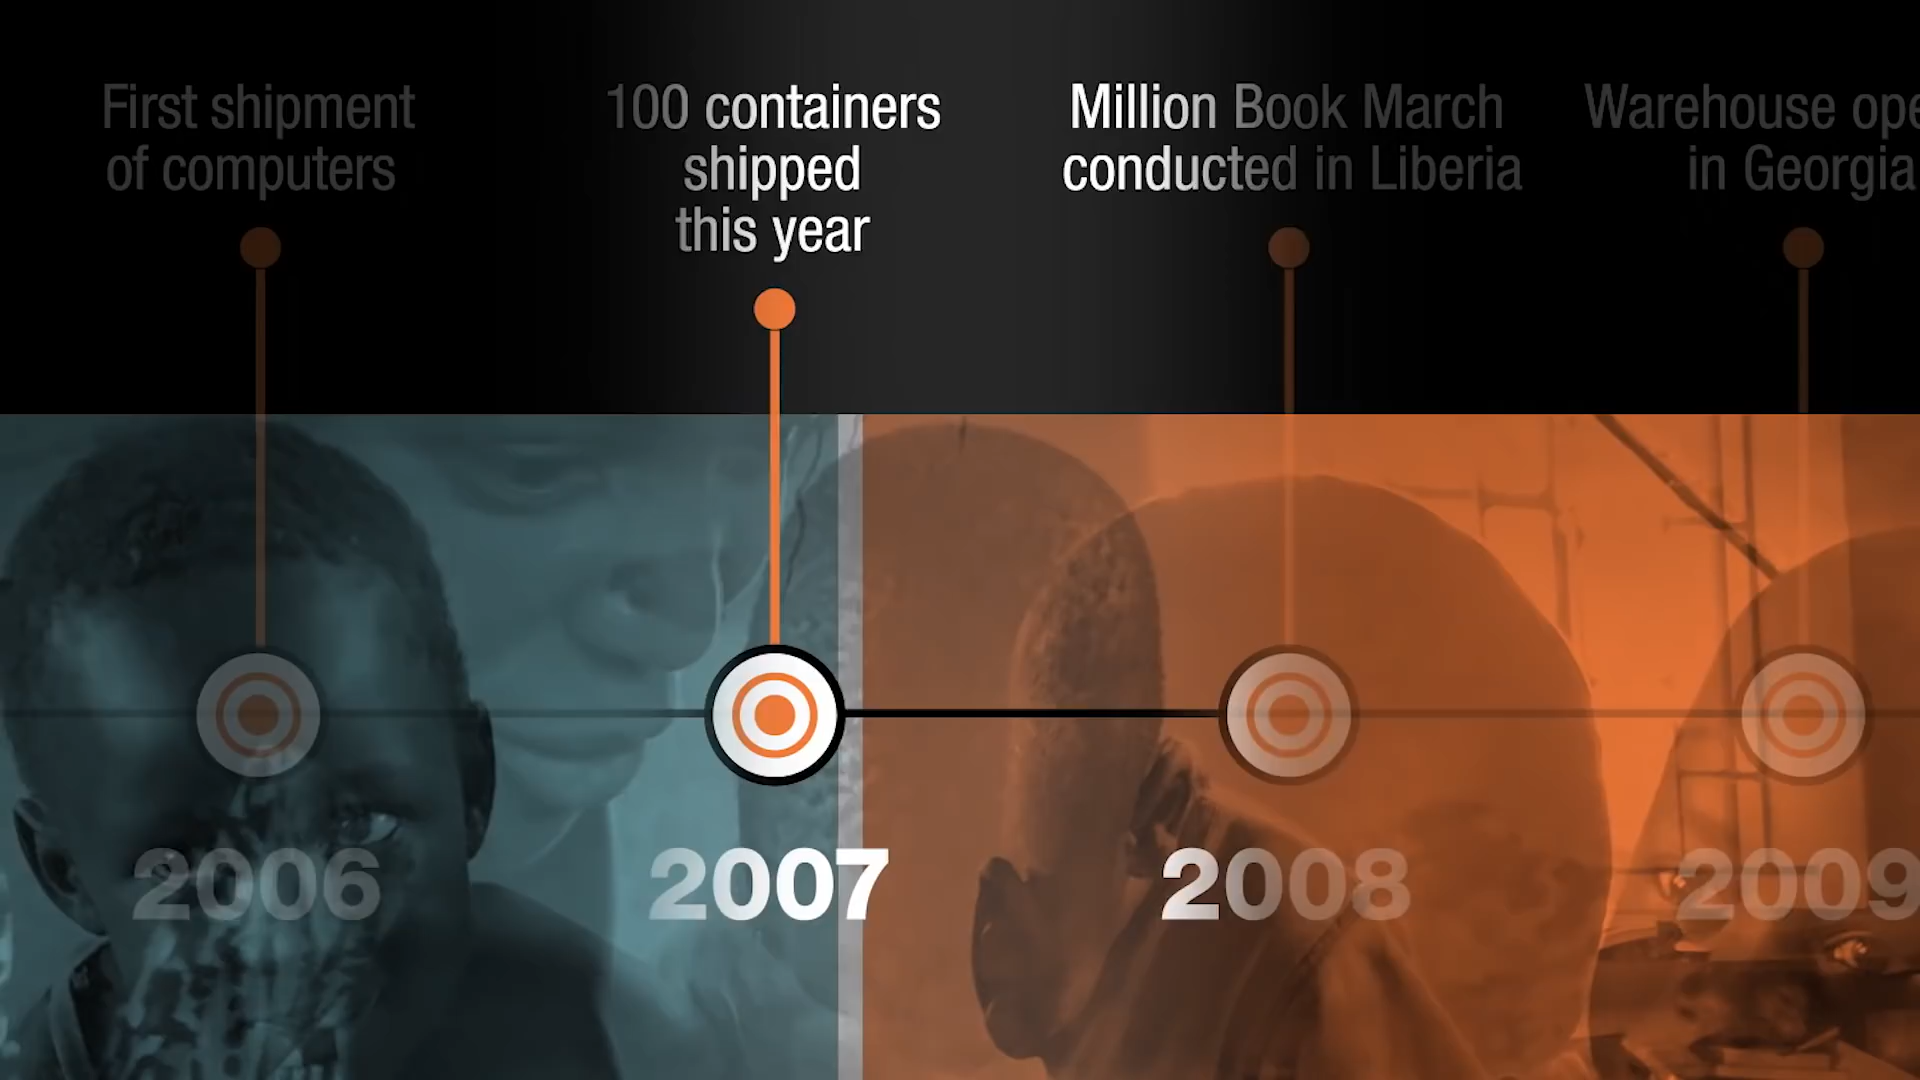 First shipment
of computers
100 containers
shipped
this year
Million Book March
conducted in Liberia
Warehouse
in Georgia
2006
2007
2008
2009